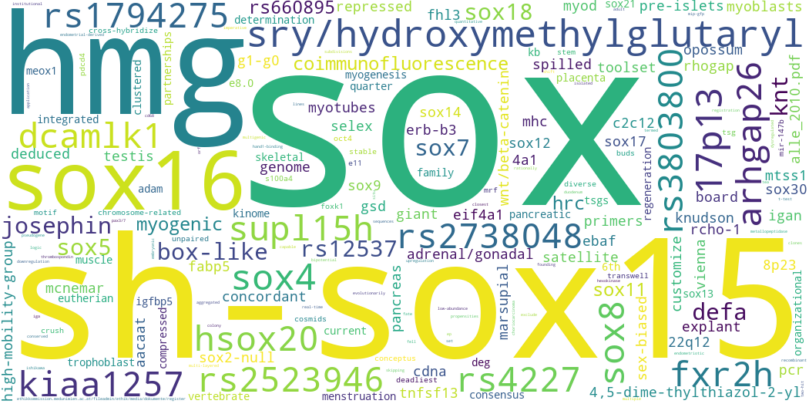 rs1794275
rs660895
repressed
sox18
myod
sox21
pre-islets
myoblasts
cross-hybridize
determination
fhl3
hmg
sry/hydroxymethylglutaryl
g1-g0
coimmunofluorescence
kb
stem
spilled
opossum
toolset
rhogap
meox1
clustered
partnerships
e8.0
myogenesis
quarter
placenta
integrated
myotubes
sox14
mhc
c2c12
sox
wnt/beta-catenin
rs3803800
17p13
arhgap26
knt
alle_2010.pdf
mir-147b
dcamlk1
selex
erb-b3
oct4
sox12
sox17
deduced
testis
skeletal
genome
stable
sox7
4a1
buds
tsg
mtss1
sox16
adam
e11
s100a4
sox9
family
diverse
regeneration
board
sox30
motif
chromosome-related
kinome
foxk1
mrf
hrc
tsgs
josephin
myogenic
supl15h
gsd
giant
eif4a1
pancreatic
primers
knudson
igan
rcho-1
unpaired
rs2738048
ebaf
satellite
sox5
box-like
rs12537
adrenal/gonadal
muscle
fabp5
high-mobility-group
sh-sox15
mcnemar
sox4
pancreas
marsupial
6th
transwell
sox11
customize
vienna
8p23
sox13
eutherian
igfbp5
concordant
sox8
sex-biased
defa
organizational
crush
aacaat
compressed
hsox20
cosmids
current
real-time
explant
22q12
trophoblast
sox2-null
conceptus
deg
fxr2h
pcr
kiaa1257
rs2523946
cdna
rs4227
deadliest
vertebrate
menstruation
tnfsf13
consensus
4,5-dime-thylthiazol-2-yl